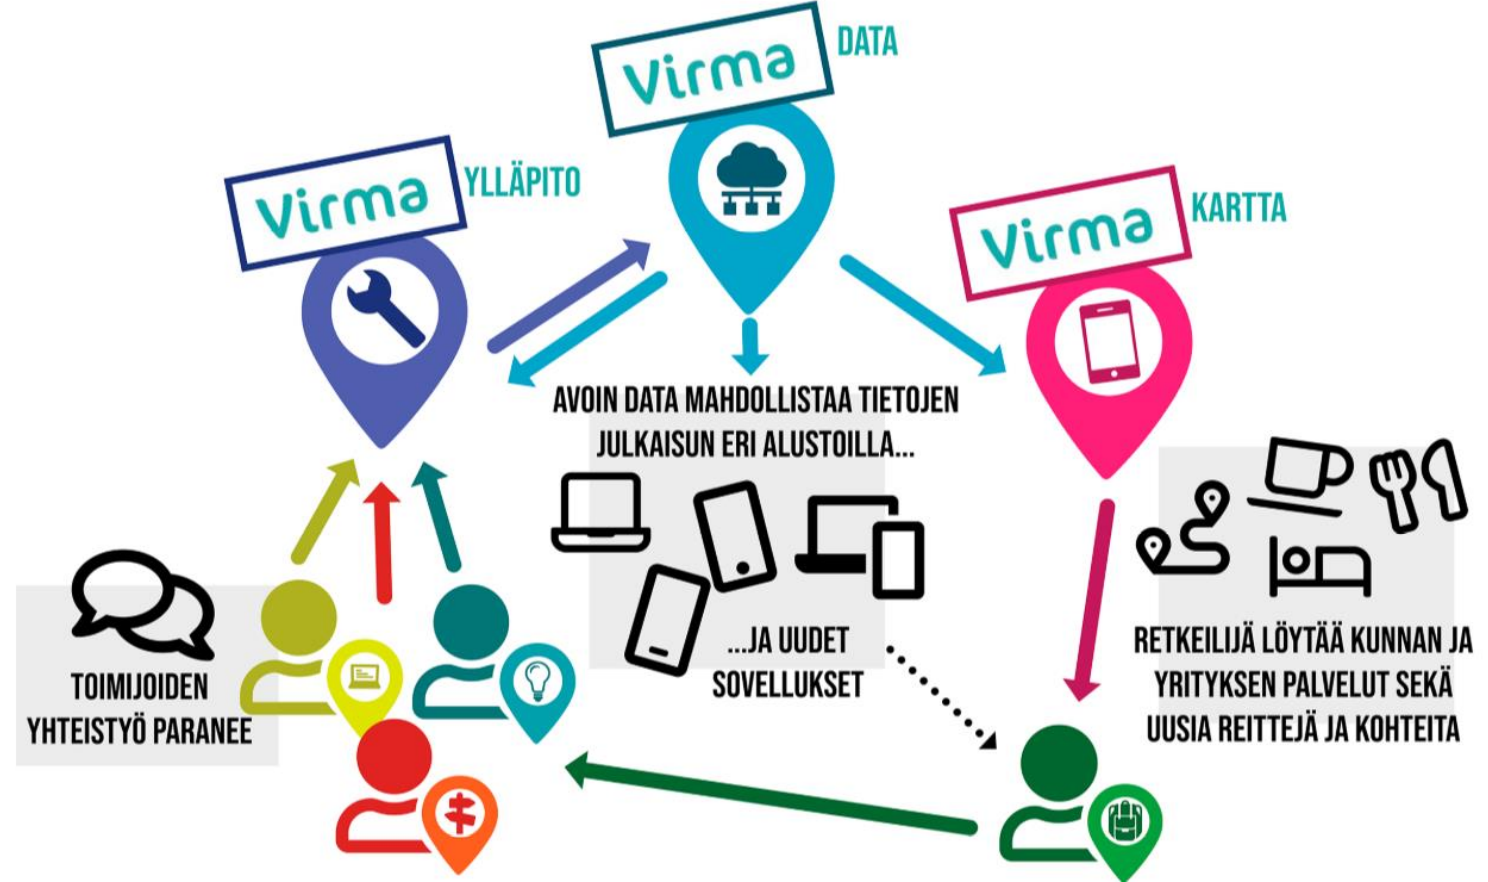 Virma
DATA
Virma
YLLÄPITO
Virma
KARTTA
AVOIN DATA MAHDOLLISTAA TIETOJEN
JULKAISUN ERI ALUSTOILLA...
...JA UUDET
SOVELLUKSET
TOIMIJOIDEN
YHTEISTYÖ PARANEE
RETKEILIJÄ LÖYTÄÄ KUNNAN JA
YRITYKSEN PALVELUT SEKÄ
UUSIA REITTEJÄ JA KOHTEITA